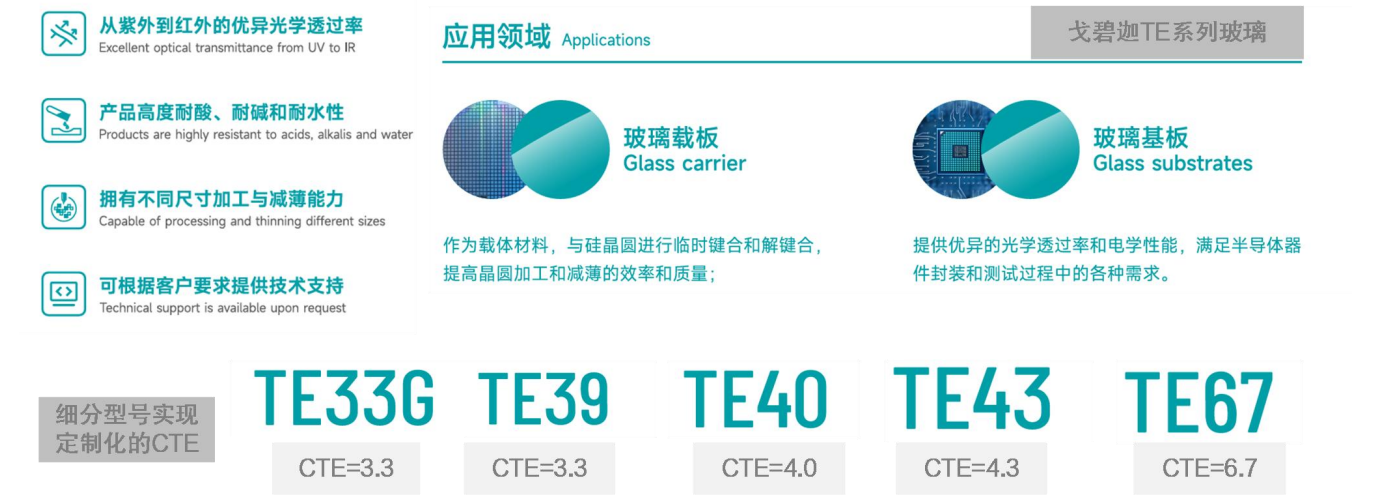 从紫外到红外的优异光学透过率
Excellent optical transmittance from UV to IR
产品高度耐酸、耐碱和耐水性
Products are highly resistant to acids, alkalis and water
拥有不同尺寸加工与减薄能力
Capable of processing and thinning different sizes
可根据客户要求提供技术支持
Technical support is available upon request
应用领域 Applications
戈碧迦TE系列玻璃
玻璃载板
Glass carrier
作为载体材料，与硅晶圆进行临时键合和解键合，
提高晶圆加工和减薄的效率和质量；
玻璃基板
Glass substrates
提供优异的光学透过率和电学性能，满足半导体器
件封装和测试过程中的各种需求。
细分型号实现
定制化的CTE
TE33G
CTE=3.3
TE39
CTE=3.3
TE40
CTE=4.0
TE43
CTE=4.3
TE67
CTE=6.7